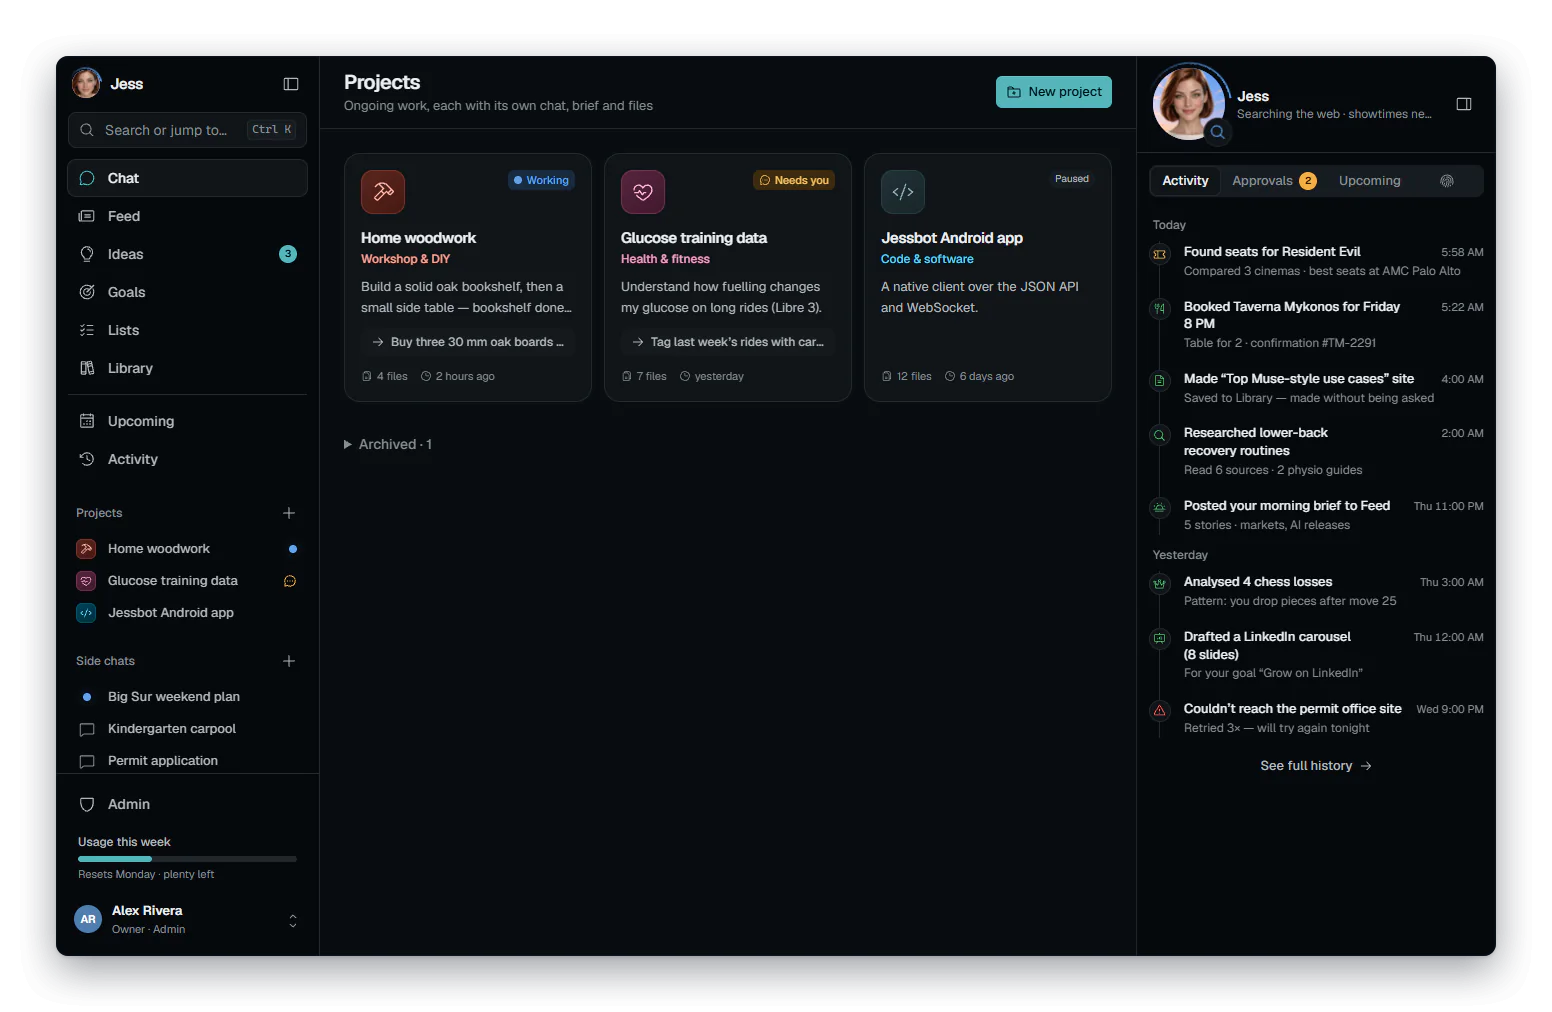 Jess
Search or jump to... Ctrl K
Chat
Feed
Ideas 3
Goals
Lists
Library
Upcoming
Activity
Projects
Home woodwork
Glucose training data
Jessbot Android app
Side chats
Big Sur weekend plan
Kindergarten carpool
Permit application
Admin
Usage this week
Resets Monday · plenty left
AR Alex Rivera
Owner · Admin
Projects
Ongoing work, each with its own chat, brief and files
New project
Working
Home woodwork
Workshop & DIY
Build a solid oak bookshelf, then a
small side table — bookshelf done...
→ Buy three 30 mm oak boards ...
4 files 2 hours ago
Needs you
Glucose training data
Health & fitness
Understand how fuelling changes
my glucose on long rides (Libre 3).
→ Tag last week's rides with car...
7 files yesterday
Paused
Jessbot Android app
Code & software
A native client over the JSON API
and WebSocket.
12 files 6 days ago
Archived · 1
Jess
Searching the web · showtimes ne...
Activity Approvals 2 Upcoming
Today
Found seats for Resident Evil 5:58 AM
Compared 3 cinemas · best seats at AMC Palo Alto
Booked Taverna Mykonos for Friday 5:22 AM
8 PM
Table for 2 · confirmation #TM-2291
Made “Top Muse-style use cases” site 4:00 AM
Saved to Library — made without being asked
Researched lower-back 2:00 AM
recovery routines
Read 6 sources · 2 physio guides
Posted your morning brief to Feed Thu 11:00 PM
5 stories · markets, AI releases
Yesterday
Analysed 4 chess losses Thu 3:00 AM
Pattern: you drop pieces after move 25
Drafted a LinkedIn carousel Thu 12:00 AM
(8 slides)
For your goal “Grow on LinkedIn”
Couldn't reach the permit office site Wed 9:00 PM
Retried 3× — will try again tonight
See full history →